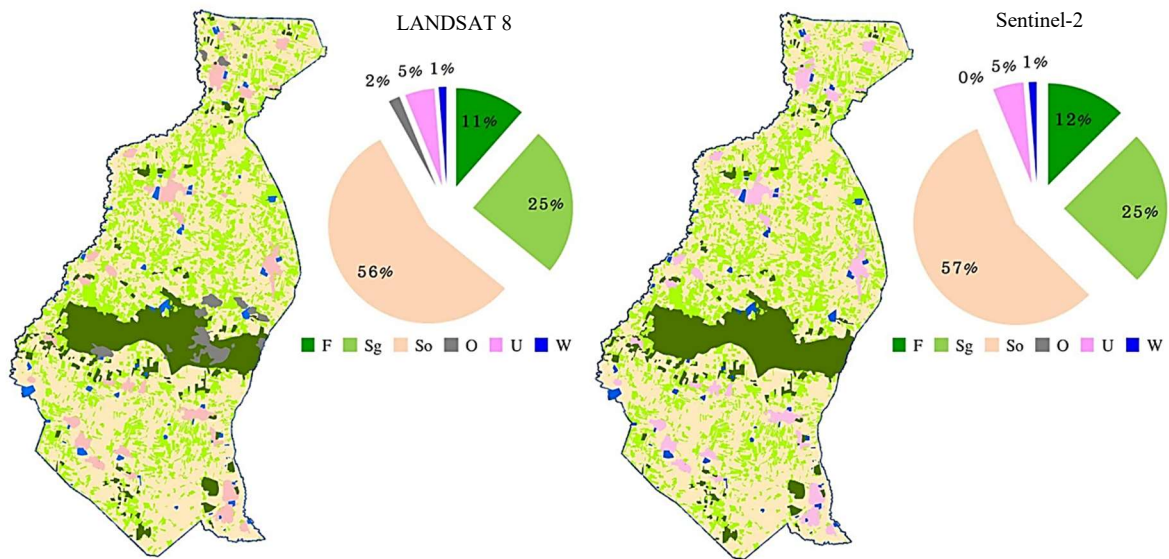 LANDSAT 8
2% 5% 1%
11%
25%
56%
F Sg So O U W
Sentinel-2
0% 5% 1%
12%
25%
57%
F Sg So O U W